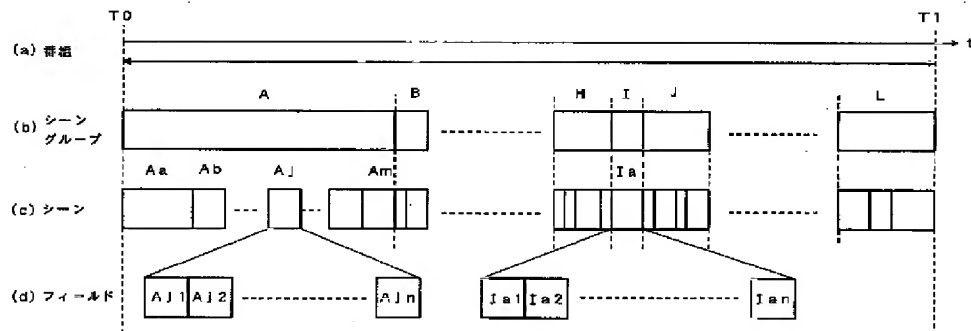 T0 T1
(a) 番組 t
A B H I J L
(b) シーン
グループ
Aa Ab Aj Am Ia
(c) シーン
(d) フィールド Aj1 Aj2 Ajn Ia1 Ia2 Ian